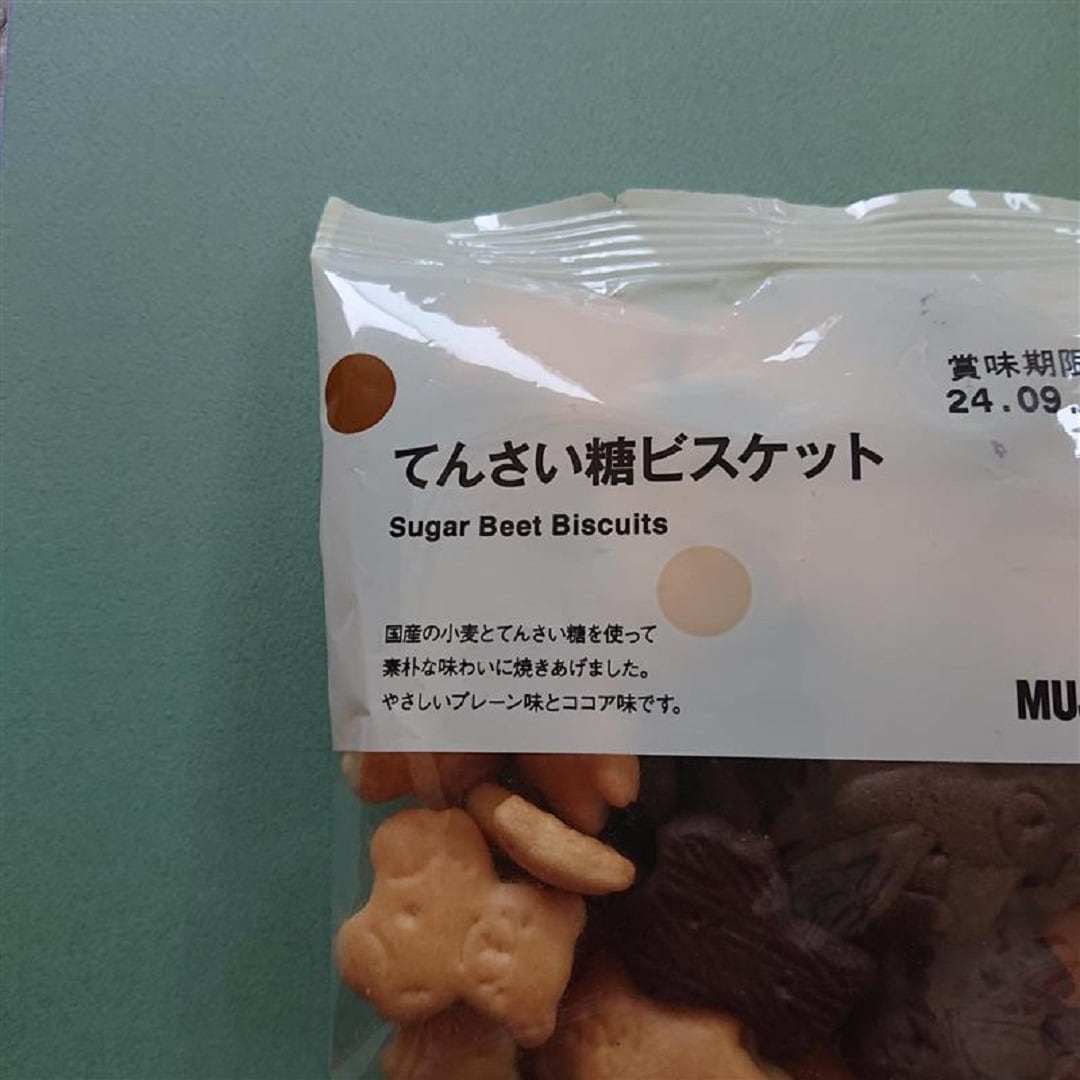 賞味期限
24.09.
てんさい糖ビスケット
Sugar Beet Biscuits
国産の小麦とてんさい糖を使って
素朴な味わいに焼きあげました。
やさしいプレーン味とココア味です。
MUJ